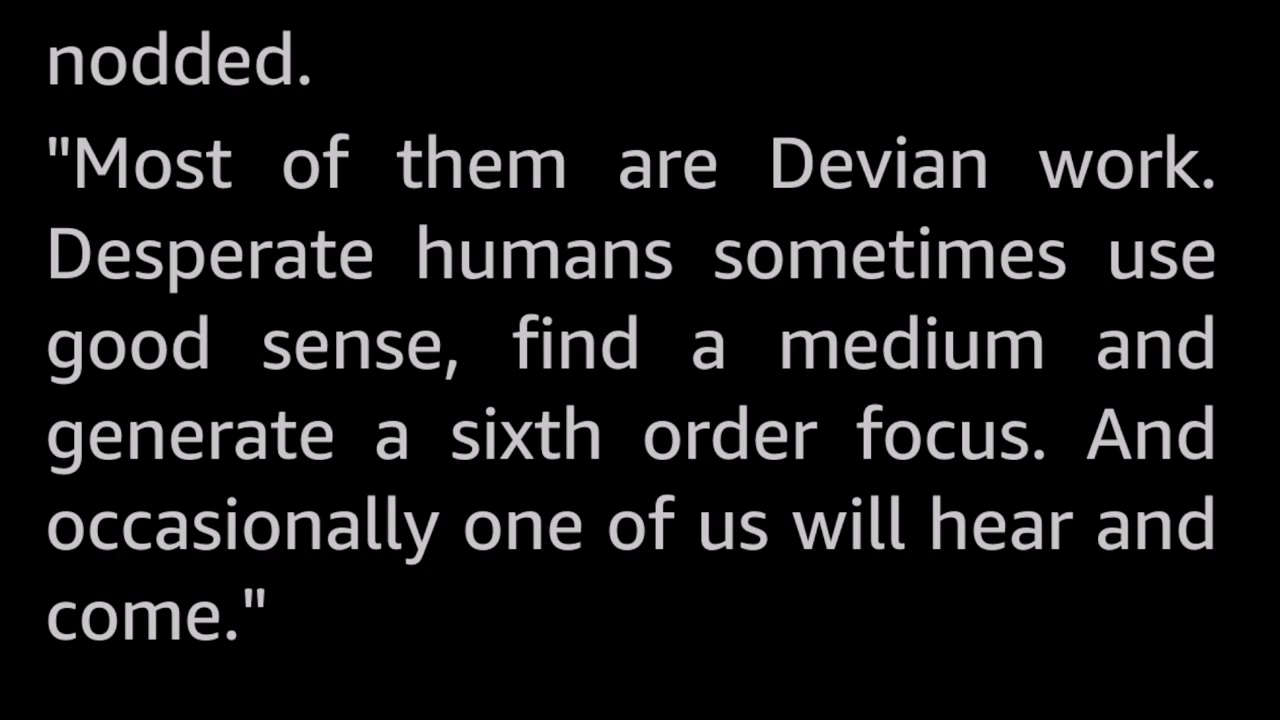 nodded.
"Most of them are Devian work.
Desperate humans sometimes use
good sense, find a medium and
generate a sixth order focus. And
occasionally one of us will hear and
come."